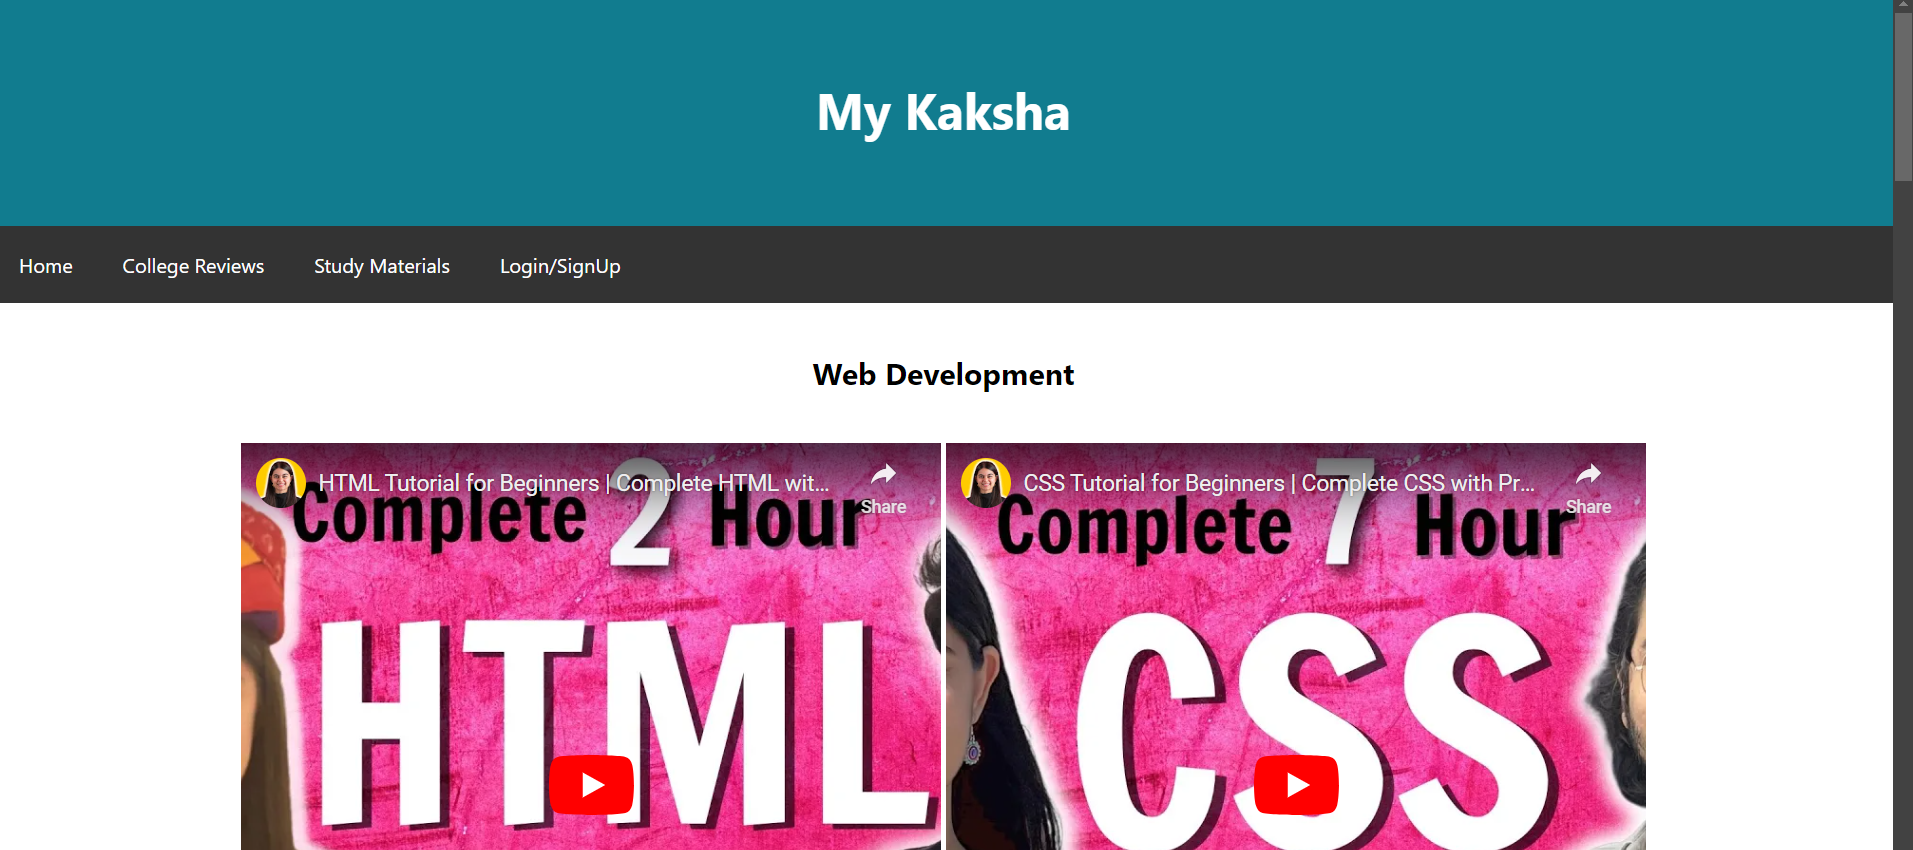 My Kaksha
Home College Reviews Study Materials Login/SignUp
Web Development
HTML Tutorial for Beginners | Complete HTML wit...
Share
Complete 2 Hour
HTML
CSS Tutorial for Beginners | Complete CSS with Pr...
Share
Complete 7 Hour
CSS